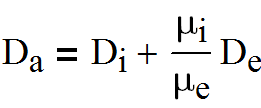 Dₐ = Dᵢ + μᵢ/μₑ Dₑ